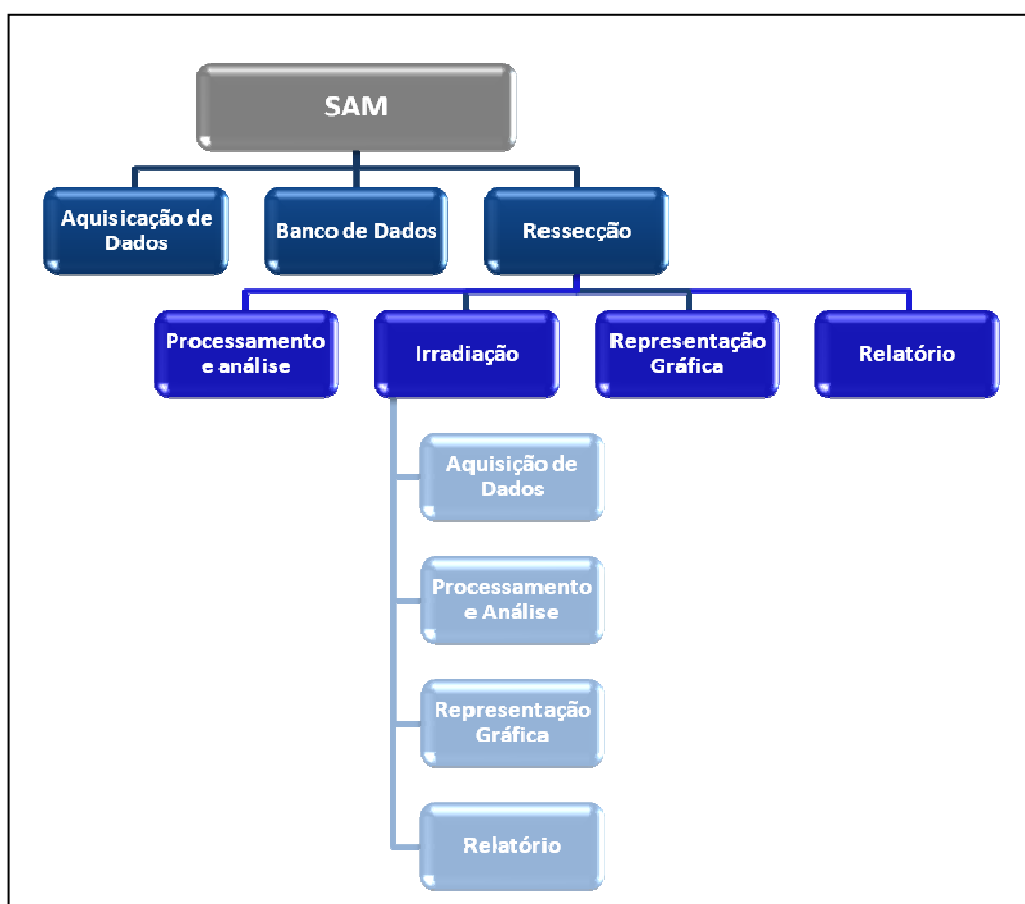 SAM
Aquisicação de
Dados
Banco de Dados
Ressecção
Processamento
e análise
Irradiação
Representação
Gráfica
Relatório
Aquisição de
Dados
Processamento
e Análise
Representação
Gráfica
Relatório